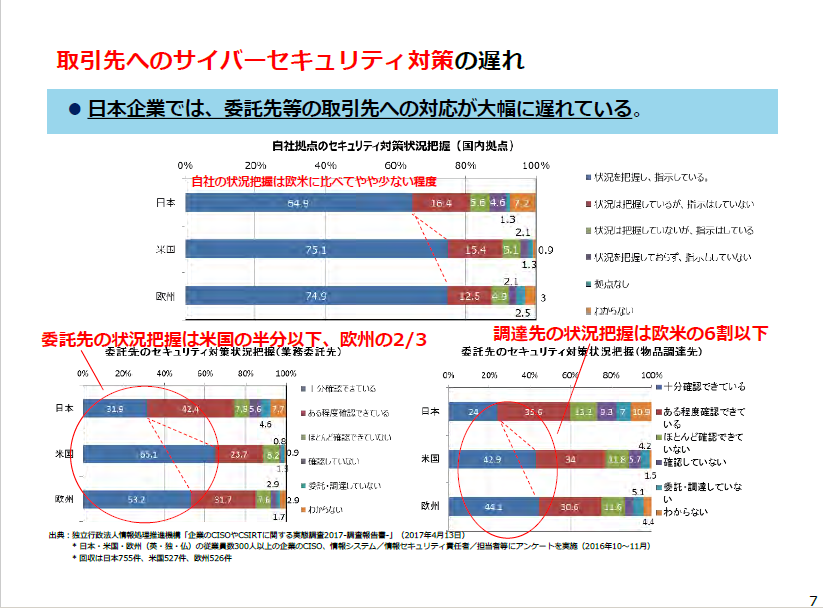 取引先へのサイバーセキュリティ対策の遅れ
● 日本企業では、委託先等の取引先への対応が大幅に遅れている。
自社拠点のセキュリティ対策状況把握（国内拠点）
0% 20% 40% 60% 80% 100%
自社の状況把握は欧米に比べてやや少ない程度
日本 64.9 16.4 5.6 4.6 7.2
1.3
2.1
米国 75.1 15.4 5.1 0.9
1.3
2.1
欧州 74.9 12.5 4.9 3
2.5
状況を把握し、指示している。
状況は把握しているが、指示はしていない
状況は把握していないが、指示はしている
状況を把握しておらず、指示もしていない
拠点なし
わからない
委託先の状況把握は米国の半分以下、欧州の2/3
委託先のセキュリティ対策状況把握（業務委託先）
0% 20% 40% 60% 80% 100%
日本 31.9 42.4 7.8 5.6 7.7
4.6
0.8
米国 65.1 23.7 8.2 0.9
1.3
2.9
欧州 53.2 31.7 7.6 2.9
1.7
十分確認できている
ある程度確認できている
ほとんど確認できていない
確認していない
委託・調達していない
わからない
調達先の状況把握は欧米の6割以下
委託先のセキュリティ対策状況把握（物品調達先）
0% 20% 40% 60% 80% 100%
日本 24 35.6 13.3 9.3 7 10.9
4.2
米国 42.9 34 11.8 5.7
1.5
5.1
欧州 44.1 30.6 11.6
4.4
十分確認できている
ある程度確認できて
いる
ほとんど確認できて
いない
確認していない
委託・調達していな
い
わからない
出典：独立行政法人情報処理推進機構「企業のCISOやCSIRTに関する実態調査2017-調査報告書-」（2017年4月13日）
* 日本・米国・欧州（英・独・仏）の従業員数300人以上の企業のCISO、情報システム／情報セキュリティ責任者／担当者等にアンケートを実施（2016年10～11月）
* 回収は日本755件、米国527件、欧州526件
7